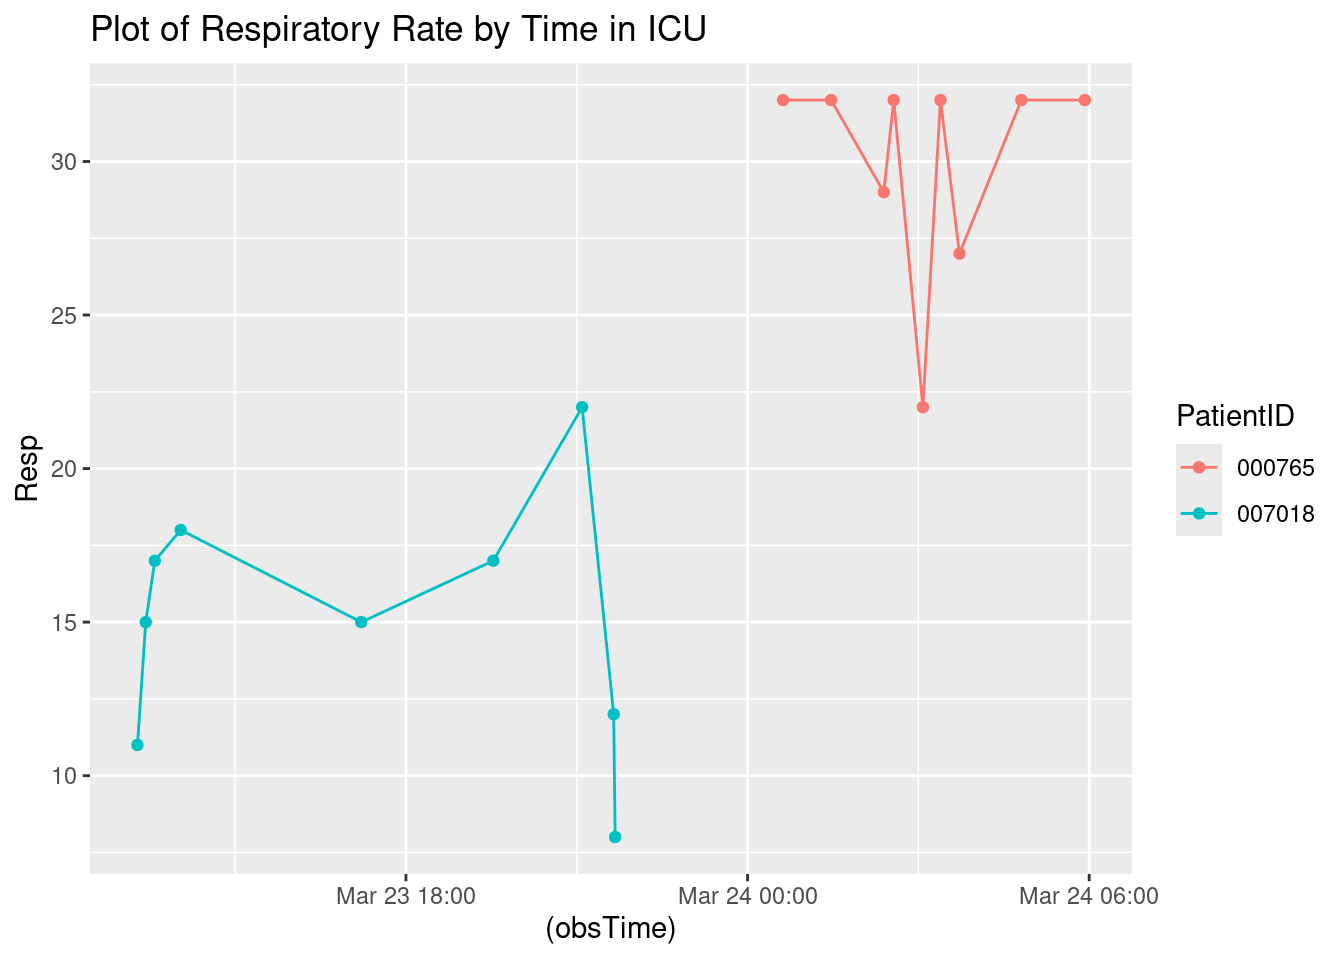 Plot of Respiratory Rate by Time in ICU
30
25
20
15
10
Resp
Mar 23 18:00
Mar 24 00:00
Mar 24 06:00
(obsTime)
PatientID
000765
007018